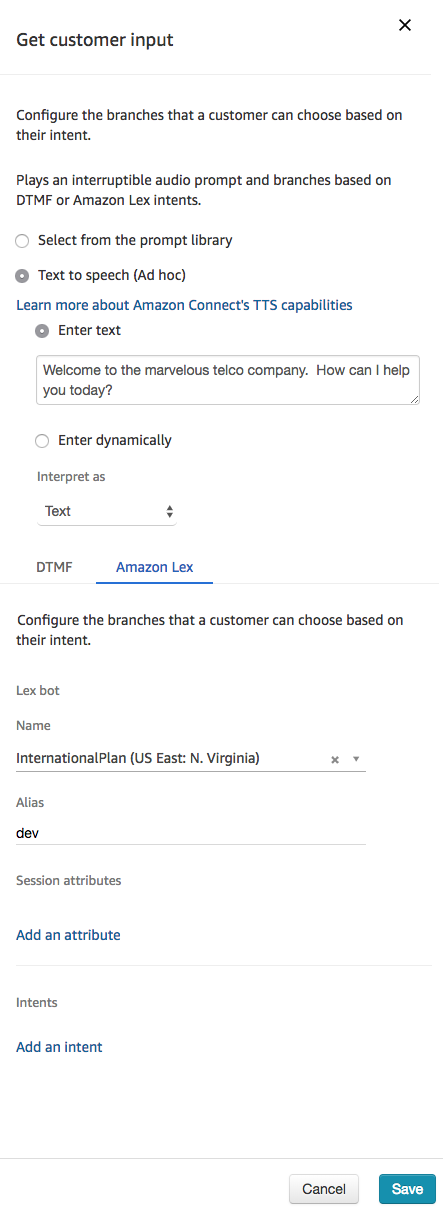 Get customer input
Configure the branches that a customer can choose based on
their intent.
Plays an interruptible audio prompt and branches based on
DTMF or Amazon Lex intents.
Select from the prompt library
Text to speech (Ad hoc)
Learn more about Amazon Connect's TTS capabilities
Enter text
Welcome to the marvelous telco company.  How can I help
you today?
Enter dynamically
Interpret as
Text
DTMF Amazon Lex
Configure the branches that a customer can choose based on
their intent.
Lex bot
Name
InternationalPlan (US East: N. Virginia)
Alias
dev
Session attributes
Add an attribute
Intents
Add an intent
Cancel Save